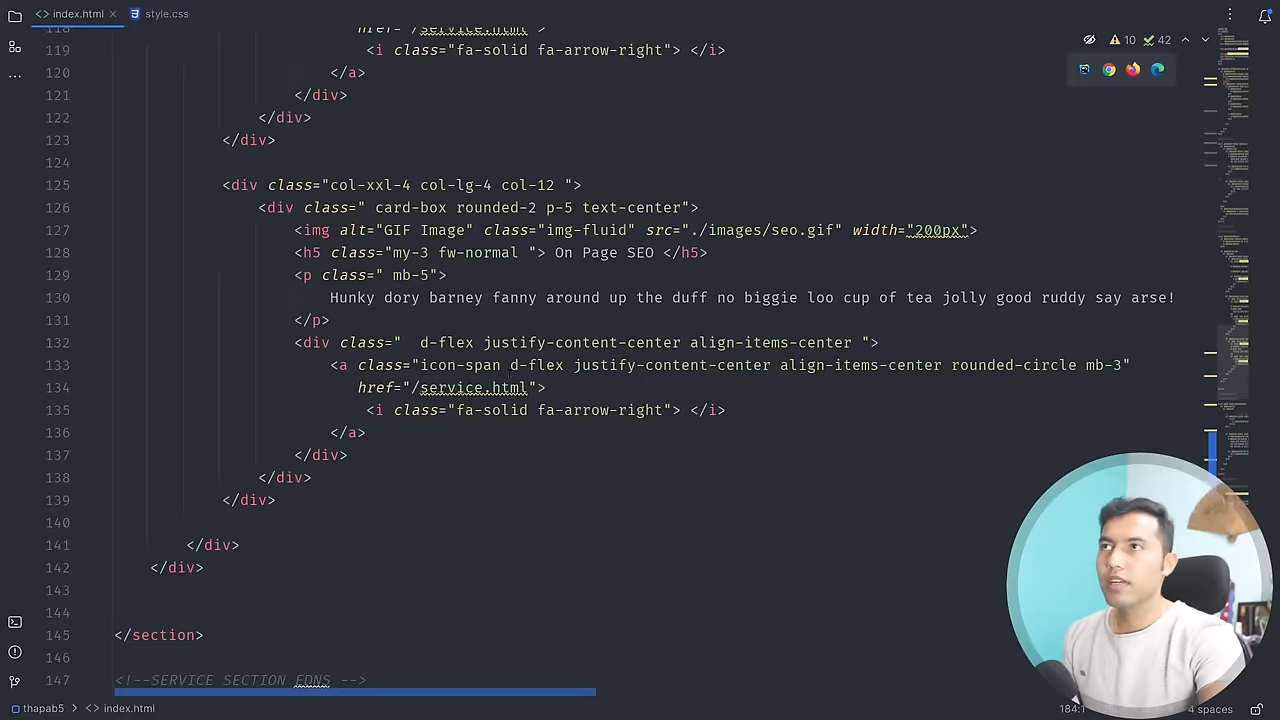 index.html
style.css
10 42
118 href="/service.html">
119 <i class="fa-solid fa-arrow-right"> </i>
120 </a>
121 </div>
122 </div>
123 </div>
124
125 <div class="col-xxl-4 col-lg-4 col-12 ">
126 <div class=" card-box rounded p-5 text-center">
127 <img alt="GIF Image" class=" img-fluid" src="./images/seo.gif" width="200px">
128 <h5 class="my-3 fw-normal"> On Page SEO </h5>
129 <p class=" mb-5">
130 Hunky dory barney fanny around up the duff no biggie loo cup of tea jolly good ruddy say arse!
131 </p>
132 <div class=" d-flex justify-content-center align-items-center ">
133 <a class="icon-span d-flex justify-content-center align-items-center rounded-circle mb-3"
134 href="/service.html">
135 <i class="fa-solid fa-arrow-right"> </i>
136 </a>
137 </div>
138 </div>
139 </div>
140
141 </div>
142 </div>
143
144
145 </section>
146
147 <!--SERVICE SECTION EDNS -->
thapab5 > index.html
184:1
4 spaces